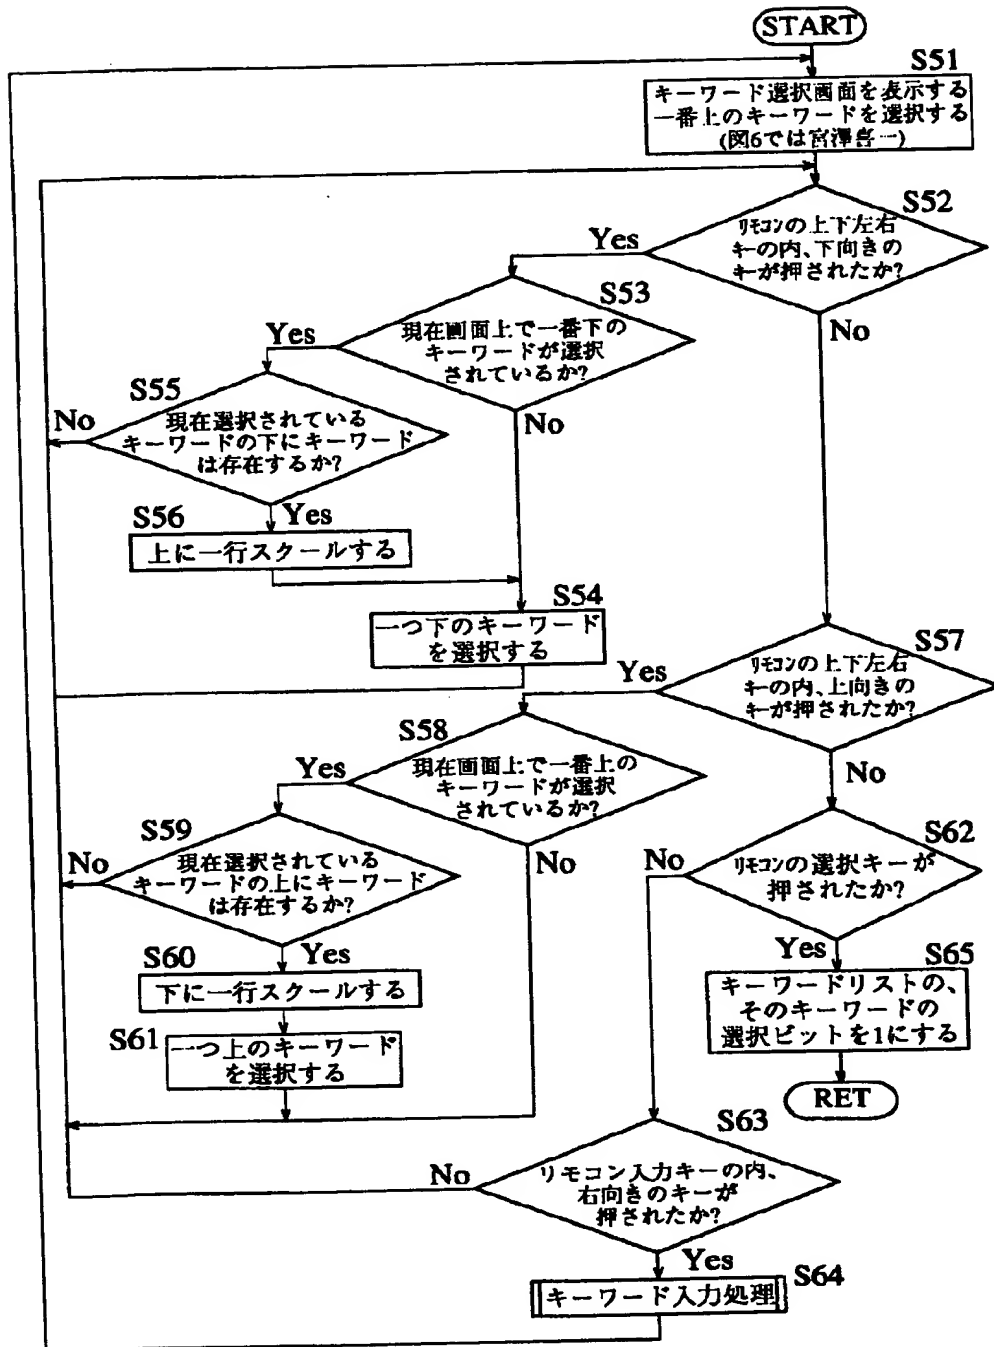 START
S51
キーワード選択画面を表示する
一番上のキーワードを選択する
(図6では宮澤喜一)
S52
リモコンの上下左右
キーの内、下向きの
キーが押されたか?
Yes
No
S53
現在画面上で一番下の
キーワードが選択
されているか?
Yes
No
S55
現在選択されている
キーワードの下にキーワード
は存在するか?
No
Yes
S56
上に一行スクールする
S54
一つ下のキーワード
を選択する
S57
リモコンの上下左右
キーの内、上向きの
キーが押されたか?
Yes
No
S58
現在画面上で一番上の
キーワードが選択
されているか?
Yes
No
S59
現在選択されている
キーワードの上にキーワード
は存在するか?
No
Yes
S60
下に一行スクールする
S61
一つ上のキーワード
を選択する
S62
リモコンの選択キーが
押されたか?
No
Yes
S65
キーワードリストの、
そのキーワードの
選択ビットを1にする
RET
S63
リモコン入力キーの内、
右向きのキーが
押されたか?
No
Yes
S64
キーワード入力処理